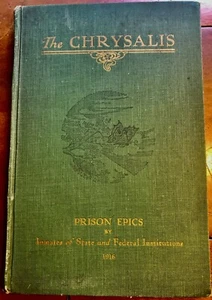 The CHRYSALIS
PRISON EPICS
BY
Inmates of State and Federal Institutions